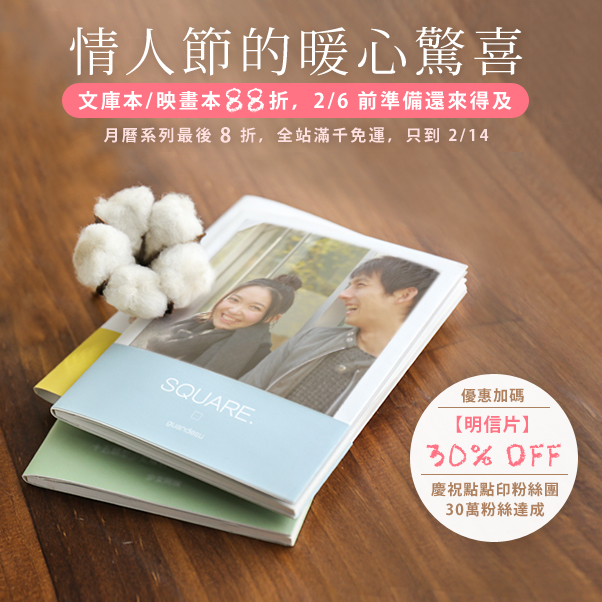 情人節的暖心驚喜
文庫本/映畫本88折，2/6 前準備還來得及
月曆系列最後 8 折，全站滿千免運，只到 2/14
SQUARE.
優惠加碼
【明信片】
30% OFF
慶祝點點印粉絲團
30萬粉絲達成